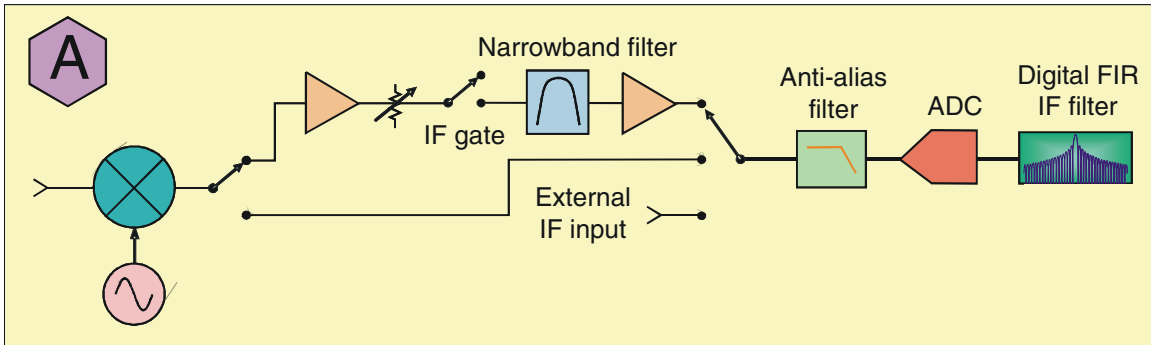 A
Narrowband filter
IF gate
External
IF input
Anti-alias
filter
ADC
Digital FIR
IF filter